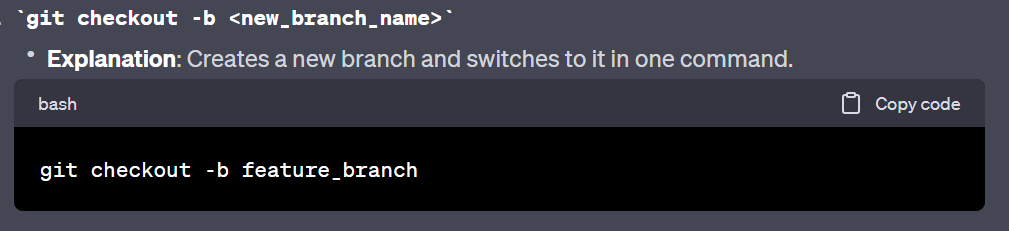 . `git checkout -b <new_branch_name>`
• Explanation: Creates a new branch and switches to it in one command.
bash Copy code
git checkout -b feature_branch